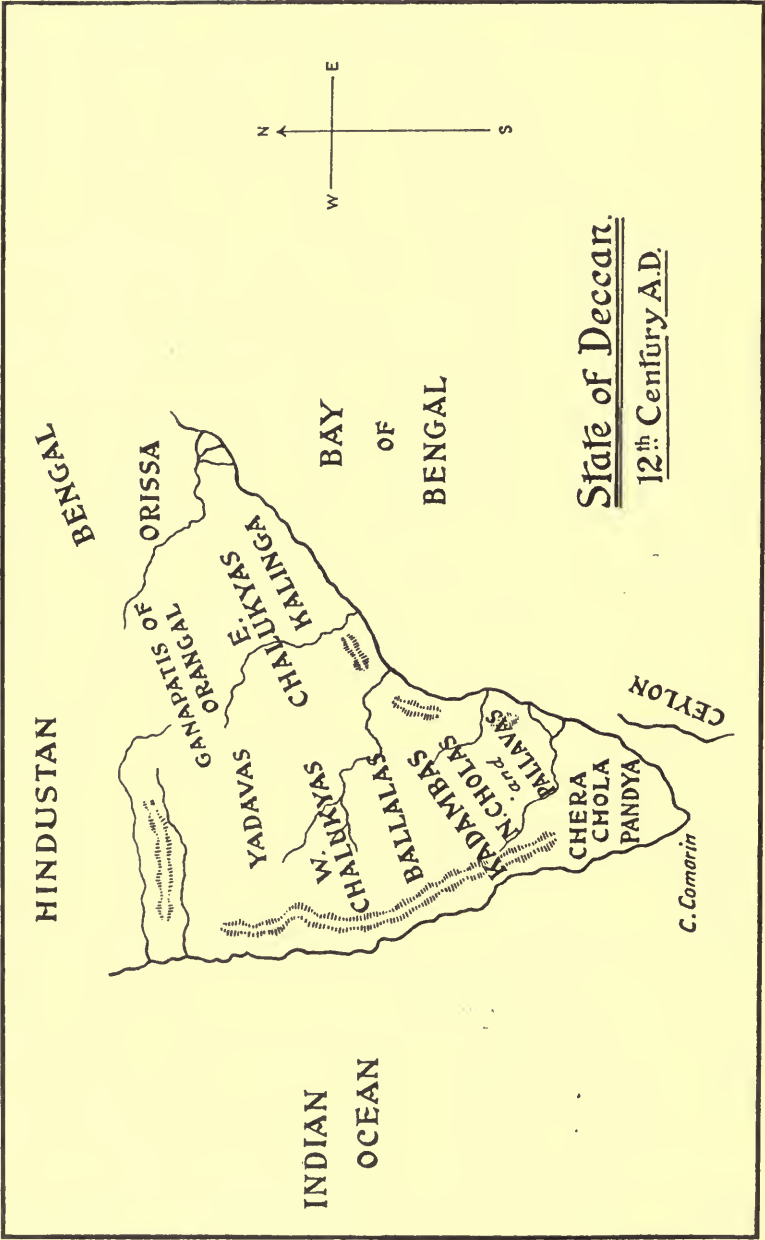 HINDUSTAN
BENGAL
ORISSA
GANAPATIS OF
ORANGAL
YADAVAS
E.
CHALUKYAS
KALINGA
W.
CHALUKYAS
BALLALAS
KADAMBAS
N. CHOLAS
and
PALLAVAS
CHERA
CHOLA
PANDYA
C. Comarin
CEYLON
INDIAN
OCEAN
BAY
OF
BENGAL
N
W
E
S
State of Deccan.
12th Century A.D.